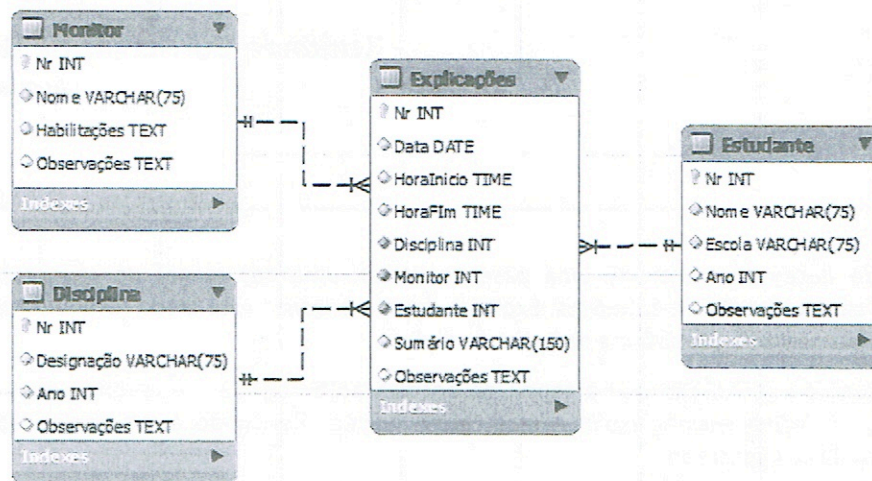 Monitor
Nr INT
Nome VARCHAR(75)
Habilitações TEXT
Observações TEXT
Indexes
Disciplina
Nr INT
Designação VARCHAR(75)
Ano INT
Observações TEXT
Indexes
Explicações
Nr INT
Data DATE
HoraInicio TIME
HoraFIm TIME
Disciplina INT
Monitor INT
Estudante INT
Sumário VARCHAR(150)
Observações TEXT
Indexes
Estudante
Nr INT
Nome VARCHAR(75)
Escola VARCHAR(75)
Ano INT
Observações TEXT
Indexes